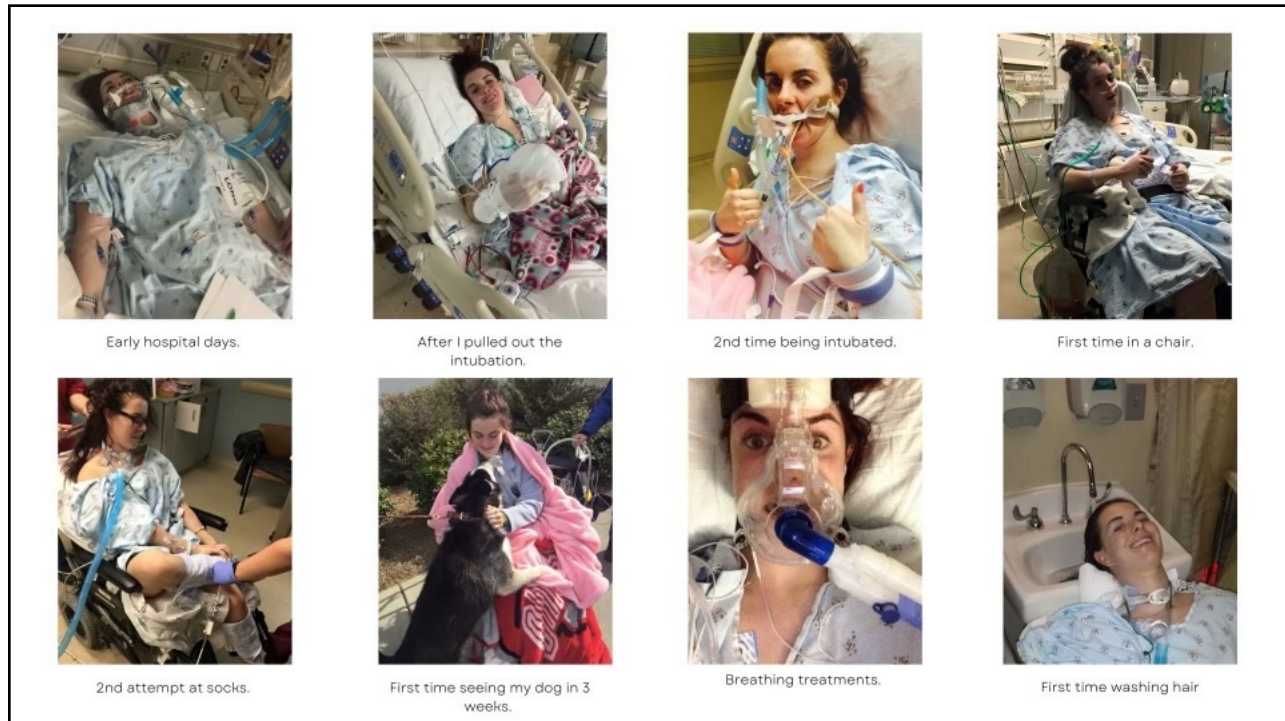 LONG
Early hospital days.
After I pulled out the
intubation.
2nd time being intubated.
First time in a chair.
2nd attempt at socks.
First time seeing my dog in 3
weeks.
Breathing treatments.
First time washing hair